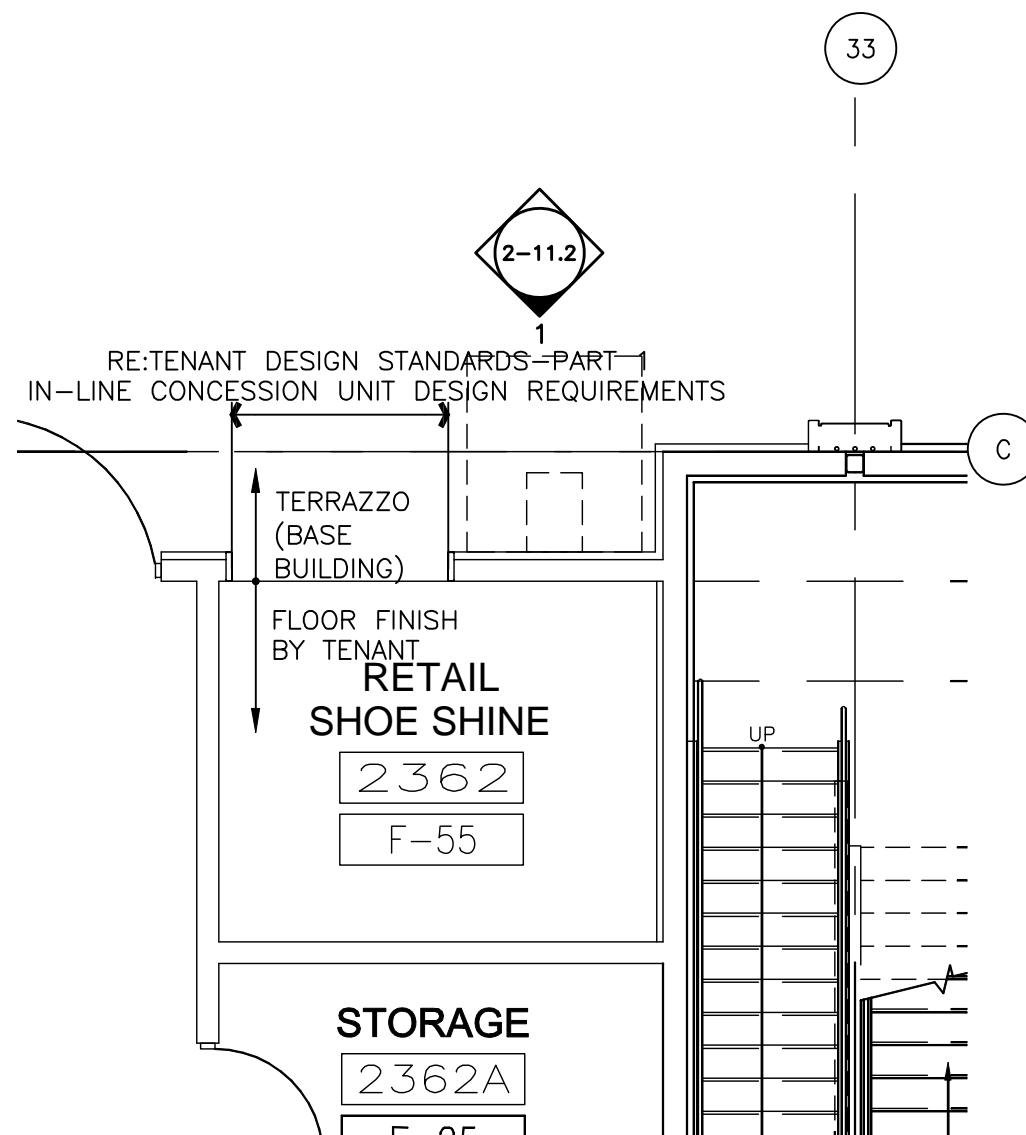 33
2-11.2
1
RE:TENANT DESIGN STANDARDS-PART 1
IN-LINE CONCESSION UNIT DESIGN REQUIREMENTS
C
TERRAZZO
(BASE
BUILDING)
FLOOR FINISH
BY TENANT
RETAIL
SHOE SHINE
2362
F-55
UP
STORAGE
2362A